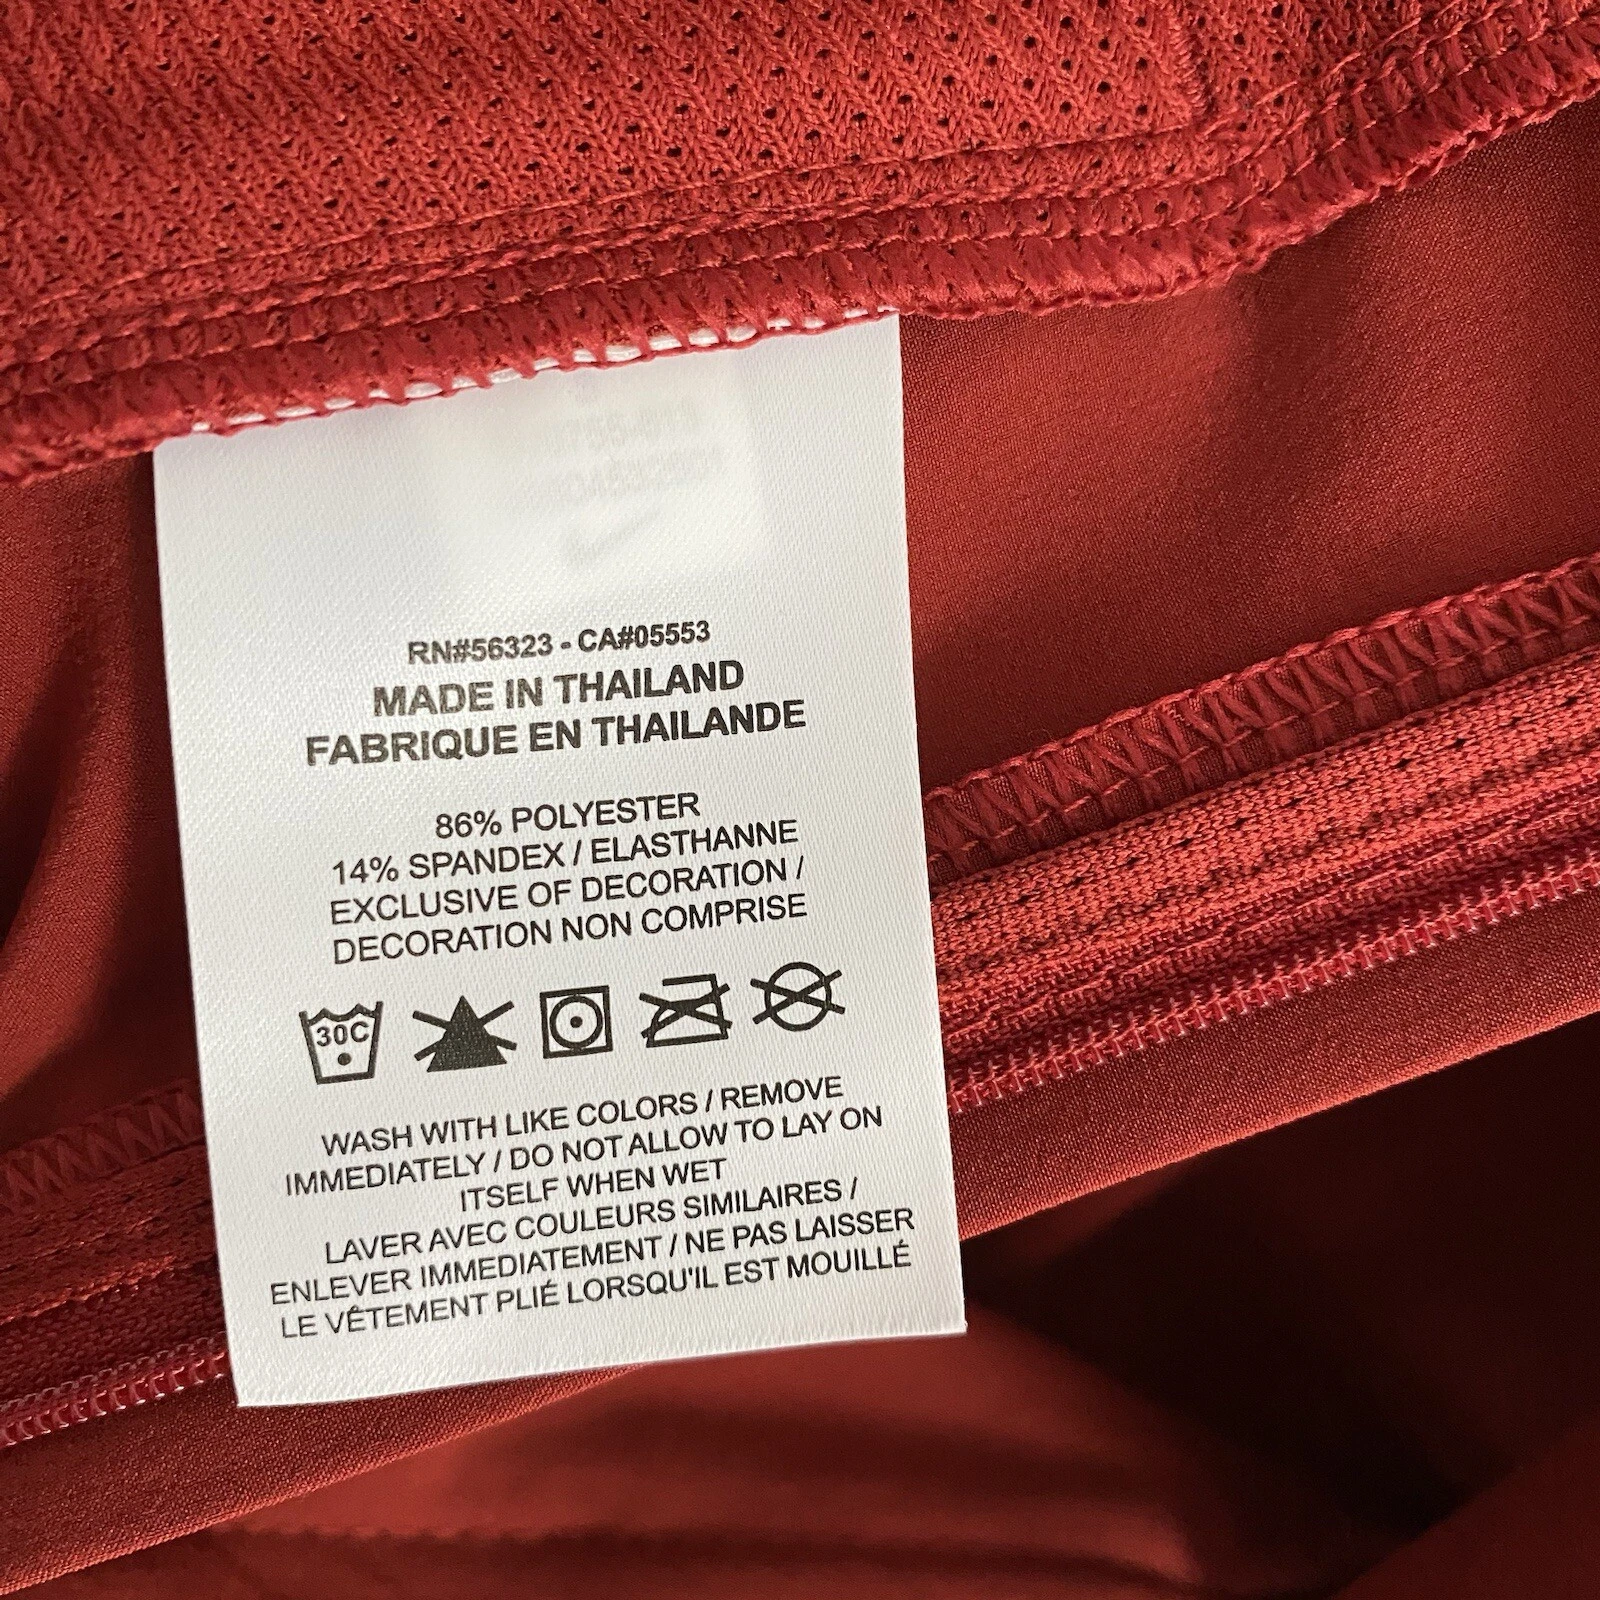 RN#56323 - CA#05553
MADE IN THAILAND
FABRIQUE EN THAILANDE
86% POLYESTER
14% SPANDEX / ELASTHANNE
EXCLUSIVE OF DECORATION /
DECORATION NON COMPRISE
30C
WASH WITH LIKE COLORS / REMOVE
IMMEDIATELY / DO NOT ALLOW TO LAY ON
ITSELF WHEN WET
LAVER AVEC COULEURS SIMILAIRES /
ENLEVER IMMEDIATEMENT / NE PAS LAISSER
LE VÊTEMENT PLIÉ LORSQU'IL EST MOUILLÉ